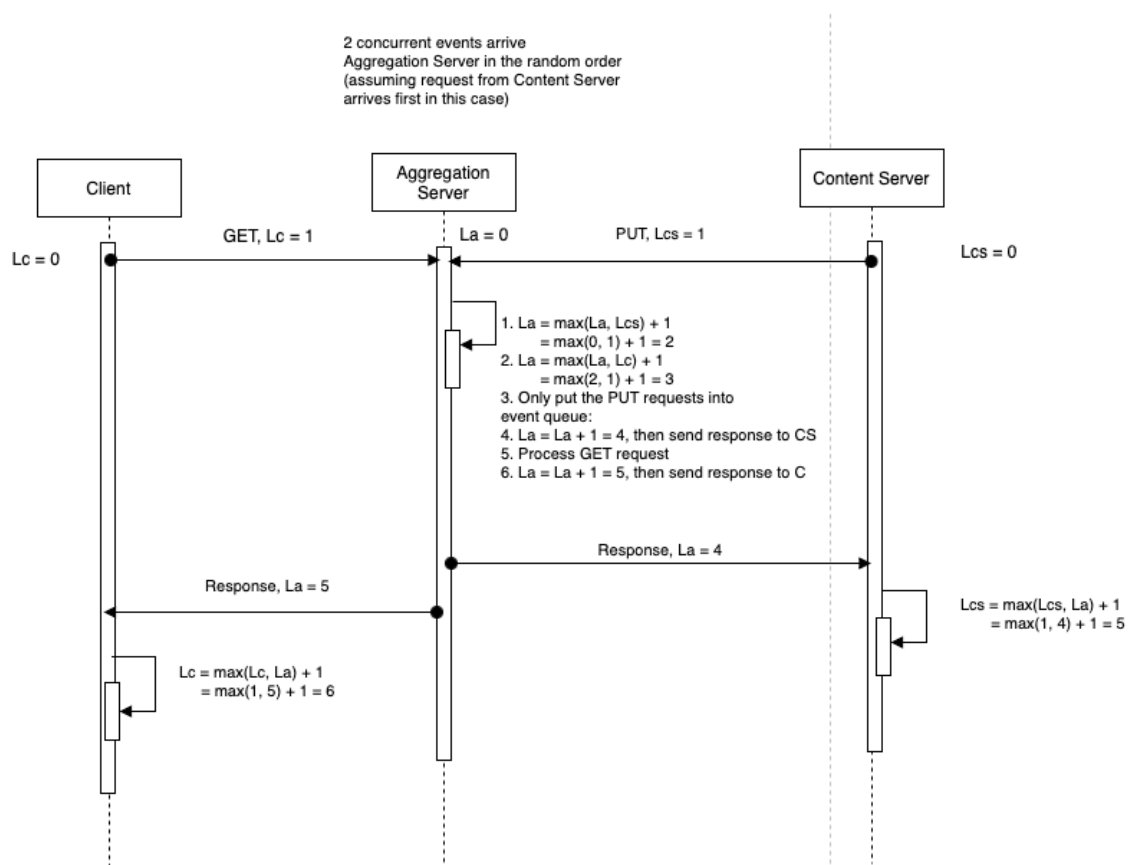 2 concurrent events arrive
Aggregation Server in the random order
(assuming request from Content Server
arrives first in this case)
Client
Aggregation
Server
Content Server
GET, Lc = 1
La = 0
PUT, Lcs = 1
Lc = 0
Lcs = 0
1. La = max(La, Lcs) + 1
= max(0, 1) + 1 = 2
2. La = max(La, Lc) + 1
= max(2, 1) + 1 = 3
3. Only put the PUT requests into
event queue:
4. La = La + 1 = 4, then send response to CS
5. Process GET request
6. La = La + 1 = 5, then send response to C
Response, La = 4
Response, La = 5
Lcs = max(Lcs, La) + 1
= max(1, 4) + 1 = 5
Lc = max(Lc, La) + 1
= max(1, 5) + 1 = 6